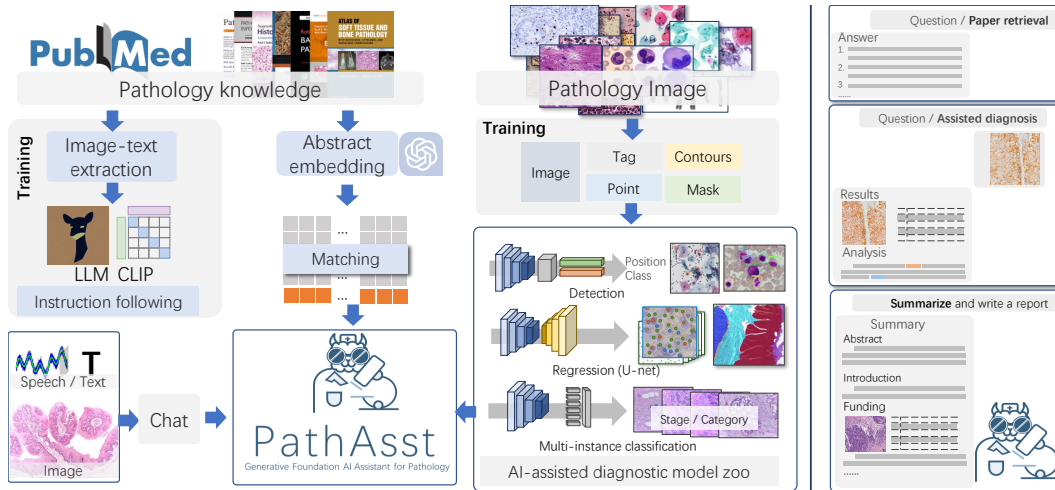 PubMed
ATLAS OF
SOFT TISSUE AND
BONE PATHOLOGY
Pathology knowledge
Training
Image-text
extraction
LLM CLIP
Instruction following
Abstract
embedding
...
...
Matching
...
...
Speech / Text
T
Image
Chat
PathAsst
Generative Foundation AI Assistant for Pathology
Pathology Image
Training
Image
Tag
Contours
Point
Mask
Position
Class
Detection
Regression (U-net)
Stage / Category
Multi-instance classification
AI-assisted diagnostic model zoo
Question / Paper retrieval
Answer
1.
2.
3
......
Question / Assisted diagnosis
Results
Analysis
Summarize and write a report
Summary
Abstract
Introduction
Funding
......